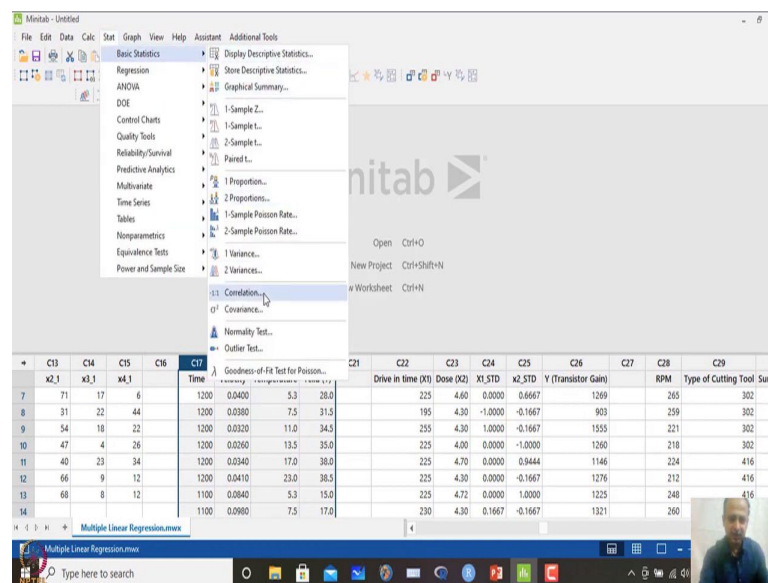 Minitab - Untitled
File Edit Data Calc Stat Graph View Help Assistant Additional Tools
Basic Statistics
Regression
ANOVA
DOE
Control Charts
Quality Tools
Reliability/Survival
Predictive Analytics
Multivariate
Time Series
Tables
Nonparametrics
Equivalence Tests
Power and Sample Size
Display Descriptive Statistics...
Store Descriptive Statistics...
Graphical Summary...
1-Sample Z...
1-Sample t...
2-Sample t...
Paired t...
1 Proportion...
2 Proportions...
1-Sample Poisson Rate...
2-Sample Poisson Rate...
1 Variance...
2 Variances...
Correlation...
Covariance...
Normality Test...
Outlier Test...
Goodness-of-Fit Test for Poisson...
nitab
Open Ctrl+O
New Project Ctrl+Shift+N
w Worksheet Ctrl+N
C13 C14 C15 C16 C17 C21 C22 C23 C24 C25 C26 C27 C28 C29
x2_1 x3_1 x4_1 Time Drive in time (X1) Dose (X2) X1_STD x2_STD Y (Transistor Gain) RPM Type of Cutting Tool
7 71 17 6 1200 0.0400 5.3 28.0 225 4.60 0.0000 0.6667 1269 265 302
8 31 22 44 1200 0.0380 7.5 31.5 195 4.30 -1.0000 -0.1667 903 259 302
9 54 18 22 1200 0.0320 11.0 34.5 255 4.30 1.0000 -0.1667 1555 221 302
10 47 4 26 1200 0.0260 13.5 35.0 225 4.00 0.0000 -1.0000 1260 218 302
11 40 23 34 1200 0.0340 17.0 38.0 225 4.70 0.0000 0.9444 1146 224 416
12 66 9 12 1200 0.0410 23.0 38.5 225 4.30 0.0000 -0.1667 1276 212 416
13 68 8 12 1100 0.0840 5.3 15.0 225 4.72 0.0000 1.0000 1225 248 416
14 1100 0.0980 7.5 17.0 230 4.30 0.1667 -0.1667 1321 260
Multiple Linear Regression.mwx
Multiple Linear Regression.mwx
Type here to search